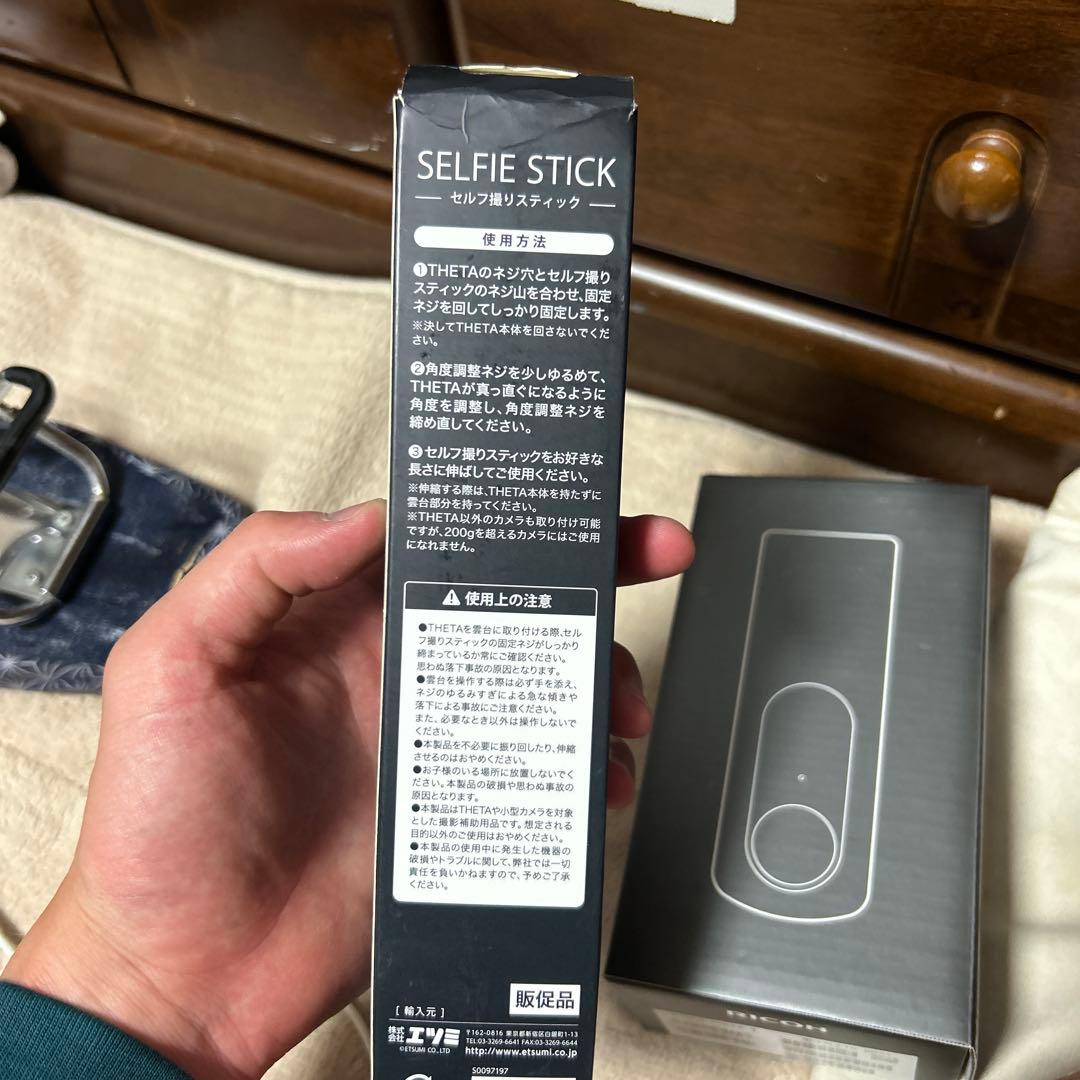 SELFIE STICK
セルフ撮りスティック
使用方法
❶THETAのネジ穴とセルフ撮り
スティックのネジ山を合わせ、固定
ネジを回してしっかり固定します。
※決してTHETA本体を回さないでくだ
さい。
❷角度調整ネジを少しゆるめて、
THETAが真っ直ぐになるように
角度を調整し、角度調整ネジを
締め直してください。
❸セルフ撮りスティックをお好きな
長さに伸ばしてご使用ください。
※伸縮する際は、THETA本体を持たずに
雲台部分を持ってください。
※THETA以外のカメラも取り付け可能
ですが、200gを超えるカメラにはご使用
になれません。
使用上の注意
●THETAを雲台に取り付ける際、セル
フ撮りスティックの固定ネジがしっかり
締まっているか常にご確認ください。
思わぬ落下事故の原因となります。
●雲台を操作する際は必ず手を添え、
ネジのゆるみすぎによる急な傾きや
落下による事故にご注意ください。
また、必要なとき以外は操作しないで
ください。
●本製品を不必要に振り回したり、伸縮
させるのはおやめください。
●お子様のいる場所に放置しないでく
ださい。本製品の破損や思わぬ事故の
原因となります。
●本製品はTHETAや小型カメラを対象
とした撮影補助用品です。想定される
目的以外のご使用はおやめください。
●本製品の使用中に発生した機器の
破損やトラブルに関して、弊社では一切
責任を負いかねますので、予めご了承
ください。
販促品
[ 輸入元 ]
株式会社 エツミ
©ETSUMI CO.,LTD
〒162-0816 東京都新宿区白銀町1-13
TEL:03-3269-6641 FAX:03-3269-6644
http://www.etsumi.co.jp
S0097197
RICOH